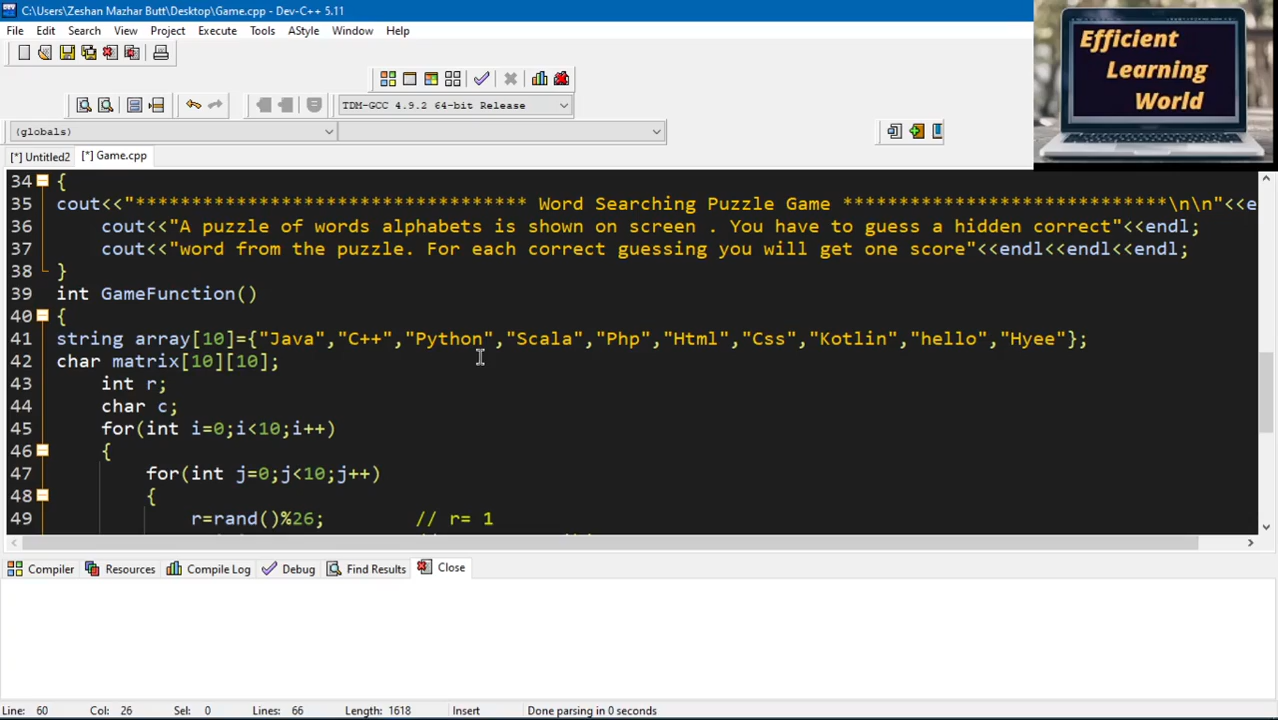 C:\Users\Zeshan Mazhar Butt\Desktop\Game.cpp - Dev-C++ 5.11
File Edit Search View Project Execute Tools AStyle Window Help
Efficient
Learning
World
TDM-GCC 4.9.2 64-bit Release
(globals)
[*] Untitled2 [*] Game.cpp
34 {
35 cout<<"*********************************** Word Searching Puzzle Game *****************************\n\n"<<e
36 cout<<"A puzzle of words alphabets is shown on screen . You have to guess a hidden correct"<<endl;
37 cout<<"word from the puzzle. For each correct guessing you will get one score"<<endl<<endl<<endl;
38 }
39 int GameFunction()
40 {
41 string array[10]={"Java","C++","Python","Scala","Php","Html","Css","Kotlin","hello","Hyee"};
42 char matrix[10][10];
43 int r;
44 char c;
45 for(int i=0;i<10;i++)
46 {
47 for(int j=0;j<10;j++)
48 {
49 r=rand()%26; // r= 1
Compiler Resources Compile Log Debug Find Results Close
Line: 60 Col: 26 Sel: 0 Lines: 66 Length: 1618 Insert Done parsing in 0 seconds